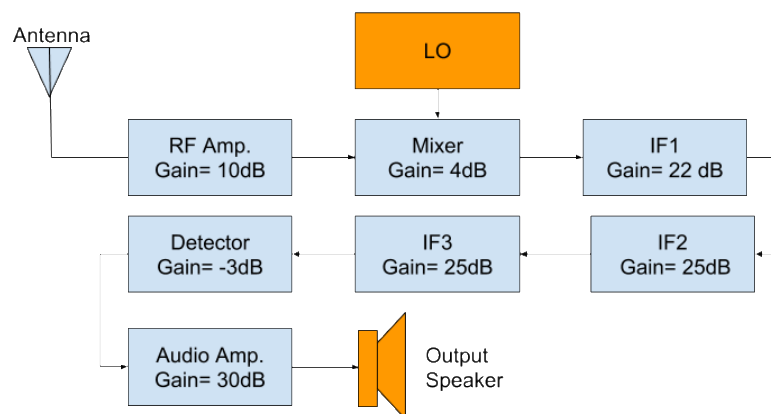 Antenna
LO
RF Amp.
Gain= 10dB
Mixer
Gain= 4dB
IF1
Gain= 22 dB
Detector
Gain= -3dB
IF3
Gain= 25dB
IF2
Gain= 25dB
Audio Amp.
Gain= 30dB
Output
Speaker